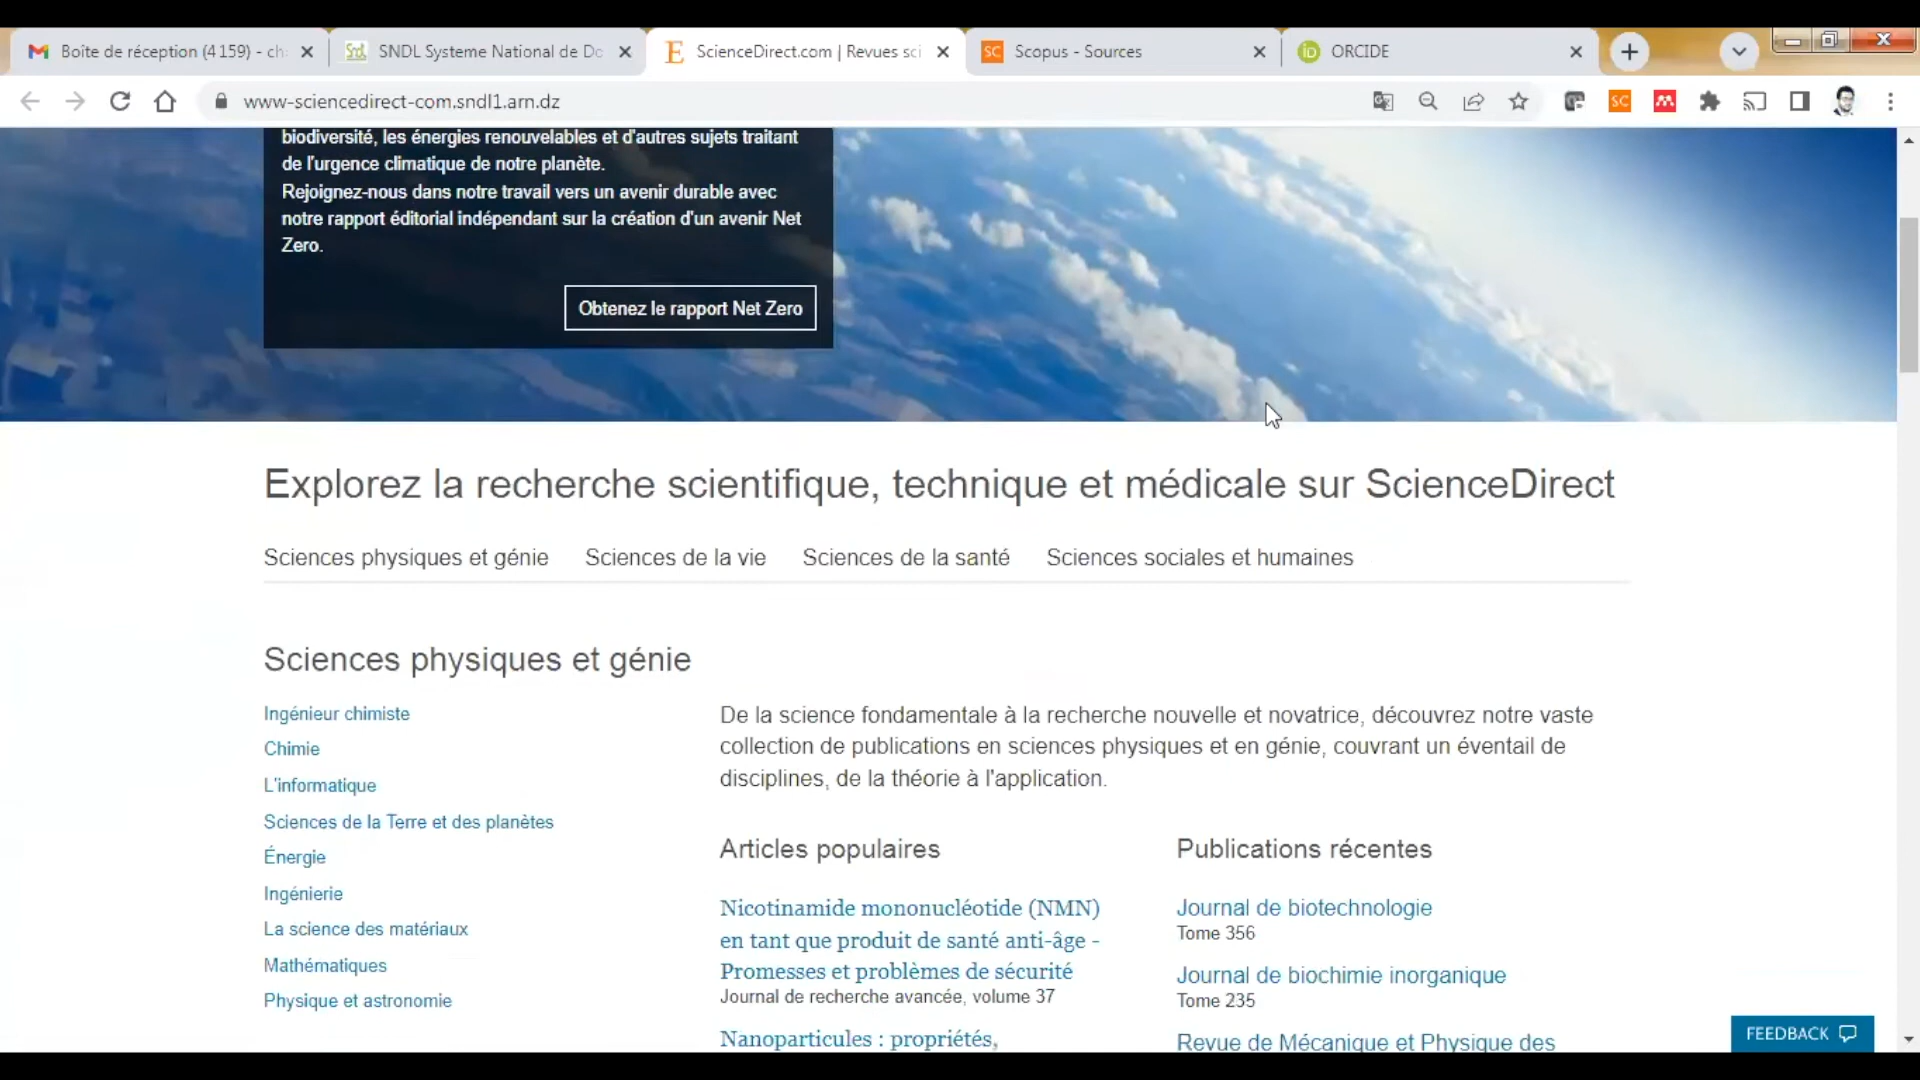 Boîte de réception (4 159) - ch
SNDL Systeme National de Do
ScienceDirect.com | Revues sci
Scopus - Sources
ORCIDE
www-sciencedirect-com.sndl1.arn.dz
biodiversité, les énergies renouvelables et d'autres sujets traitant
de l'urgence climatique de notre planète.
Rejoignez-nous dans notre travail vers un avenir durable avec
notre rapport éditorial indépendant sur la création d'un avenir Net
Zero.
Obtenez le rapport Net Zero
Explorez la recherche scientifique, technique et médicale sur ScienceDirect
Sciences physiques et génie
Sciences de la vie
Sciences de la santé
Sciences sociales et humaines
Sciences physiques et génie
Ingénieur chimiste
Chimie
L'informatique
Sciences de la Terre et des planètes
Énergie
Ingénierie
La science des matériaux
Mathématiques
Physique et astronomie
De la science fondamentale à la recherche nouvelle et novatrice, découvrez notre vaste
collection de publications en sciences physiques et en génie, couvrant un éventail de
disciplines, de la théorie à l'application.
Articles populaires
Nicotinamide mononucléotide (NMN)
en tant que produit de santé anti-âge -
Promesses et problèmes de sécurité
Journal de recherche avancée, volume 37
Nanoparticules : propriétés,
Publications récentes
Journal de biotechnologie
Tome 356
Journal de biochimie inorganique
Tome 235
Revue de Mécanique et Physique des
FEEDBACK